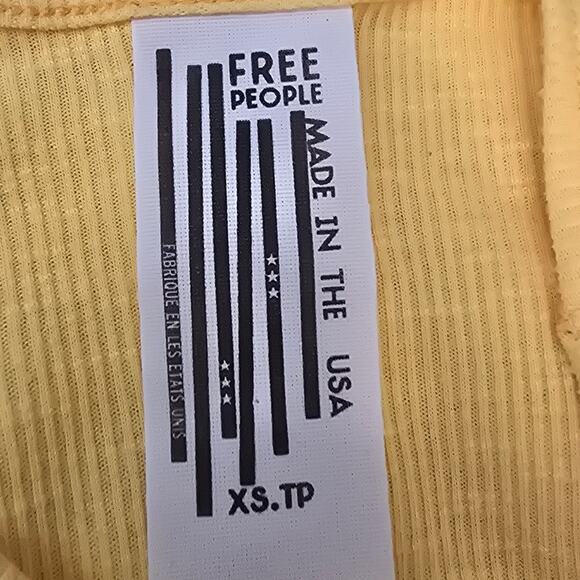 FREE
PEOPLE
MADE IN THE USA
FABRIQUE EN LES ETATS UNIS
XS.TP